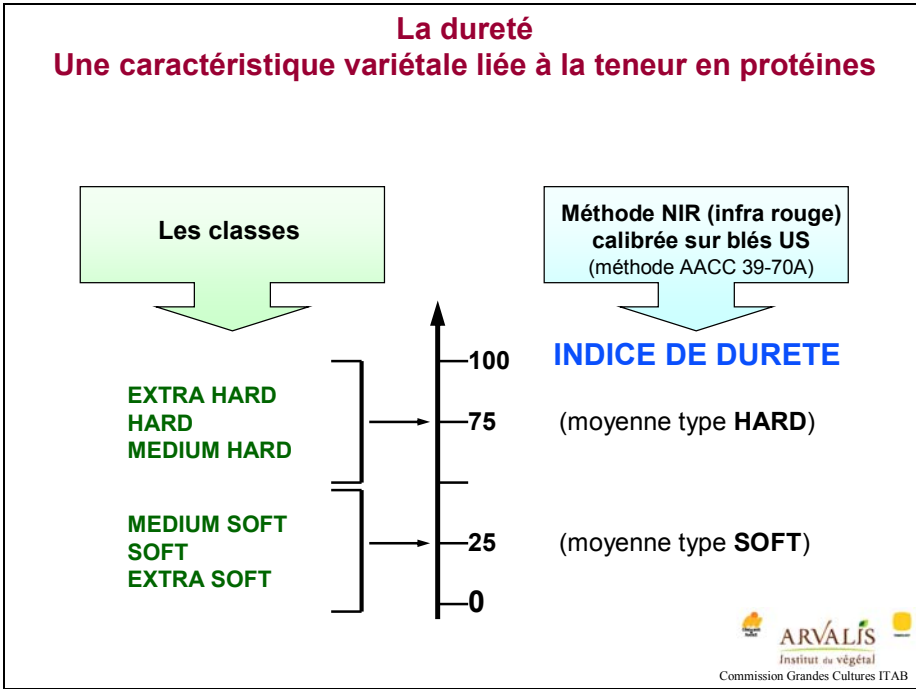 La dureté
Une caractéristique variétale liée à la teneur en protéines
Les classes
Méthode NIR (infra rouge)
calibrée sur blés US
(méthode AACC 39-70A)
INDICE DE DURETE
100
EXTRA HARD
HARD
MEDIUM HARD
75
(moyenne type HARD)
MEDIUM SOFT
SOFT
EXTRA SOFT
25
(moyenne type SOFT)
0
ARVALIS
Institut du végétal
Commission Grandes Cultures ITAB